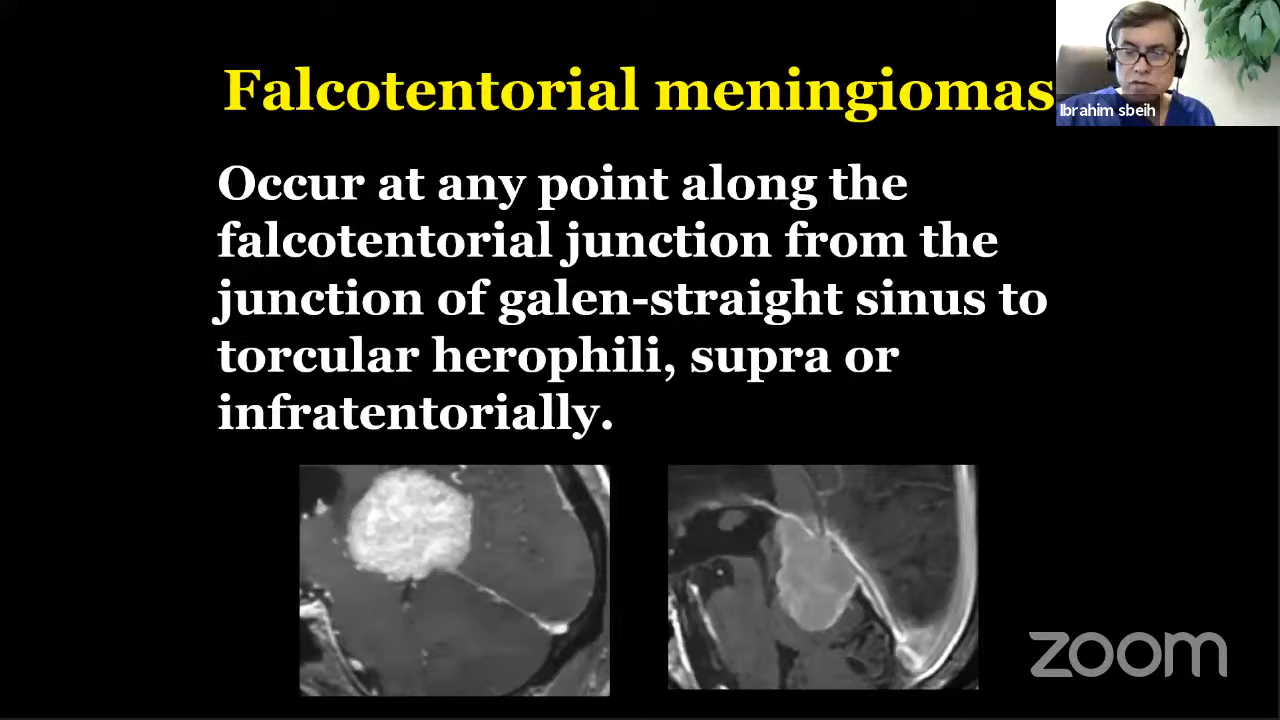 Falcotentorial meningiomas
Ibrahim sbeih
Occur at any point along the
falcotentorial junction from the
junction of galen-straight sinus to
torcular herophili, supra or
infratentorially.
zoom